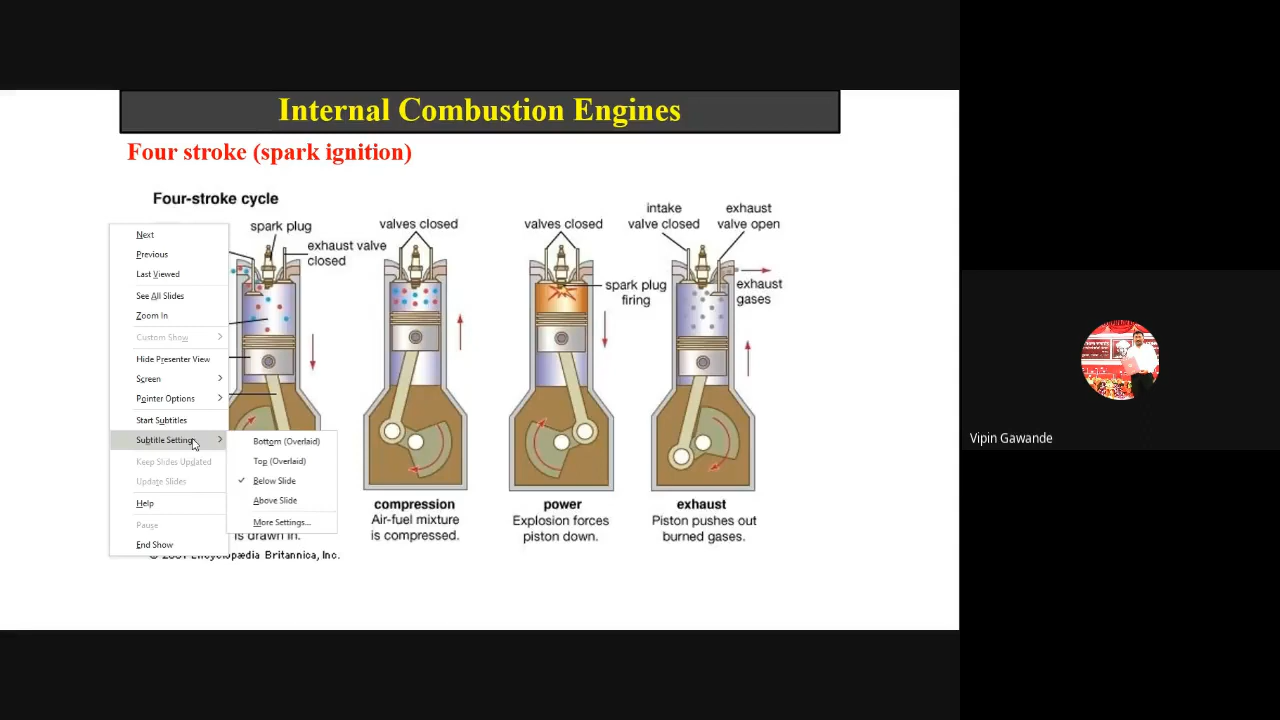 Internal Combustion Engines
Four stroke (spark ignition)
Four-stroke cycle
spark plug
exhaust valve
closed
valves closed
valves closed
intake
valve closed
exhaust
valve open
spark plug
firing
exhaust
gases
Next
Previous
Last Viewed
See All Slides
Zoom In
Custom Show
Hide Presenter View
Screen
Pointer Options
Start Subtitles
Subtitle Settings
Keep Slides Updated
Update Slides
Help
Pause
End Show
Bottom (Overlaid)
Top (Overlaid)
Below Slide
Above Slide
More Settings...
is drawn in.
compression
Air-fuel mixture
is compressed.
power
Explosion forces
piston down.
exhaust
Piston pushes out
burned gases.
Encyclopædia Britannica, Inc.
Vipin Gawande